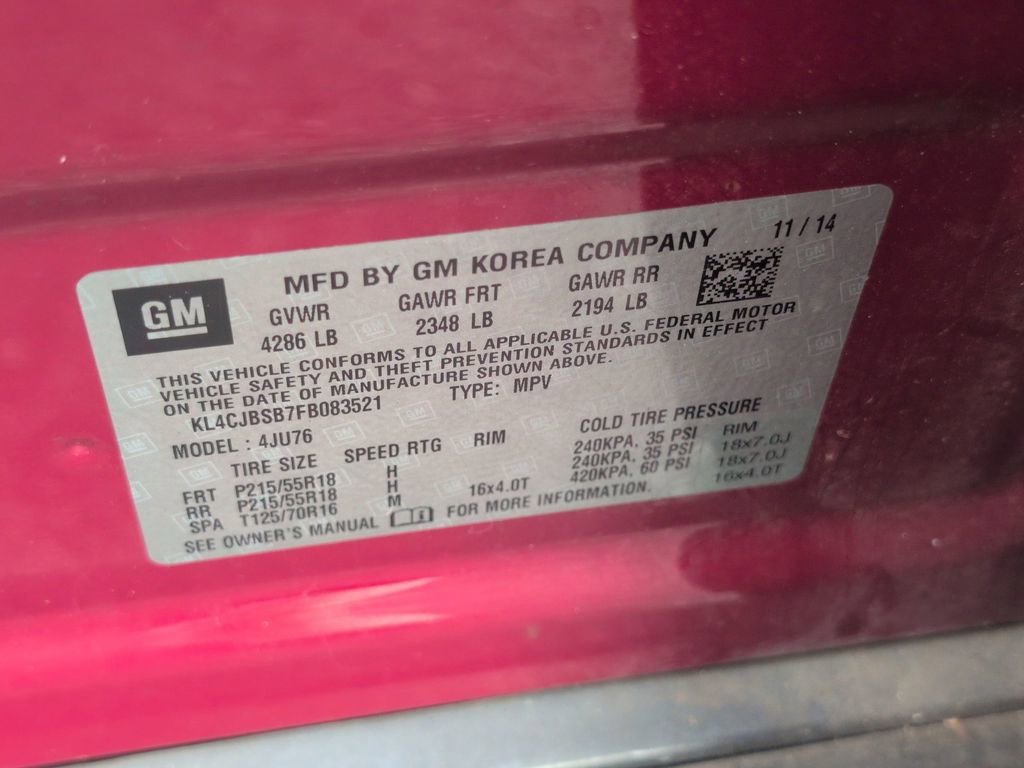 GM
MFD BY GM KOREA COMPANY 11 / 14
GVWR GAWR FRT GAWR RR
4286 LB 2348 LB 2194 LB
THIS VEHICLE CONFORMS TO ALL APPLICABLE U.S. FEDERAL MOTOR
VEHICLE SAFETY AND THEFT PREVENTION STANDARDS IN EFFECT
ON THE DATE OF MANUFACTURE SHOWN ABOVE.
KL4CJBSB7FB083521 TYPE: MPV
MODEL : 4JU76
TIRE SIZE SPEED RTG RIM COLD TIRE PRESSURE
FRT P215/55R18 H 240KPA, 35 PSI RIM
RR P215/55R18 H 240KPA, 35 PSI 18x7.0J
SPA T125/70R16 M 16x4.0T 420KPA, 60 PSI 18x7.0J
16x4.0T
SEE OWNER'S MANUAL FOR MORE INFORMATION.